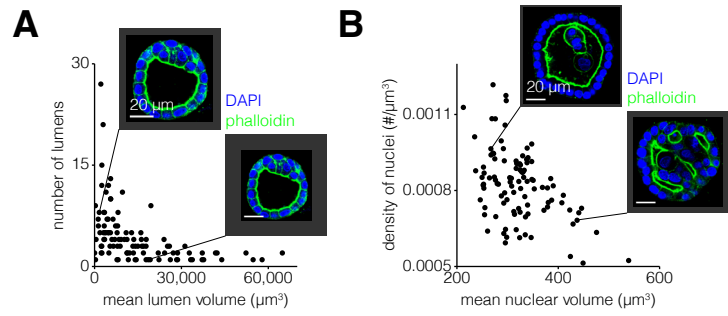 A
number of lumens
30
15
0
20 μm
DAPI
phalloidin
0
30,000
60,000
mean lumen volume (μm³)
B
density of nuclei (#/μm³)
0.0011
0.0008
0.0005
20 μm
DAPI
phalloidin
200
400
600
mean nuclear volume (μm³)